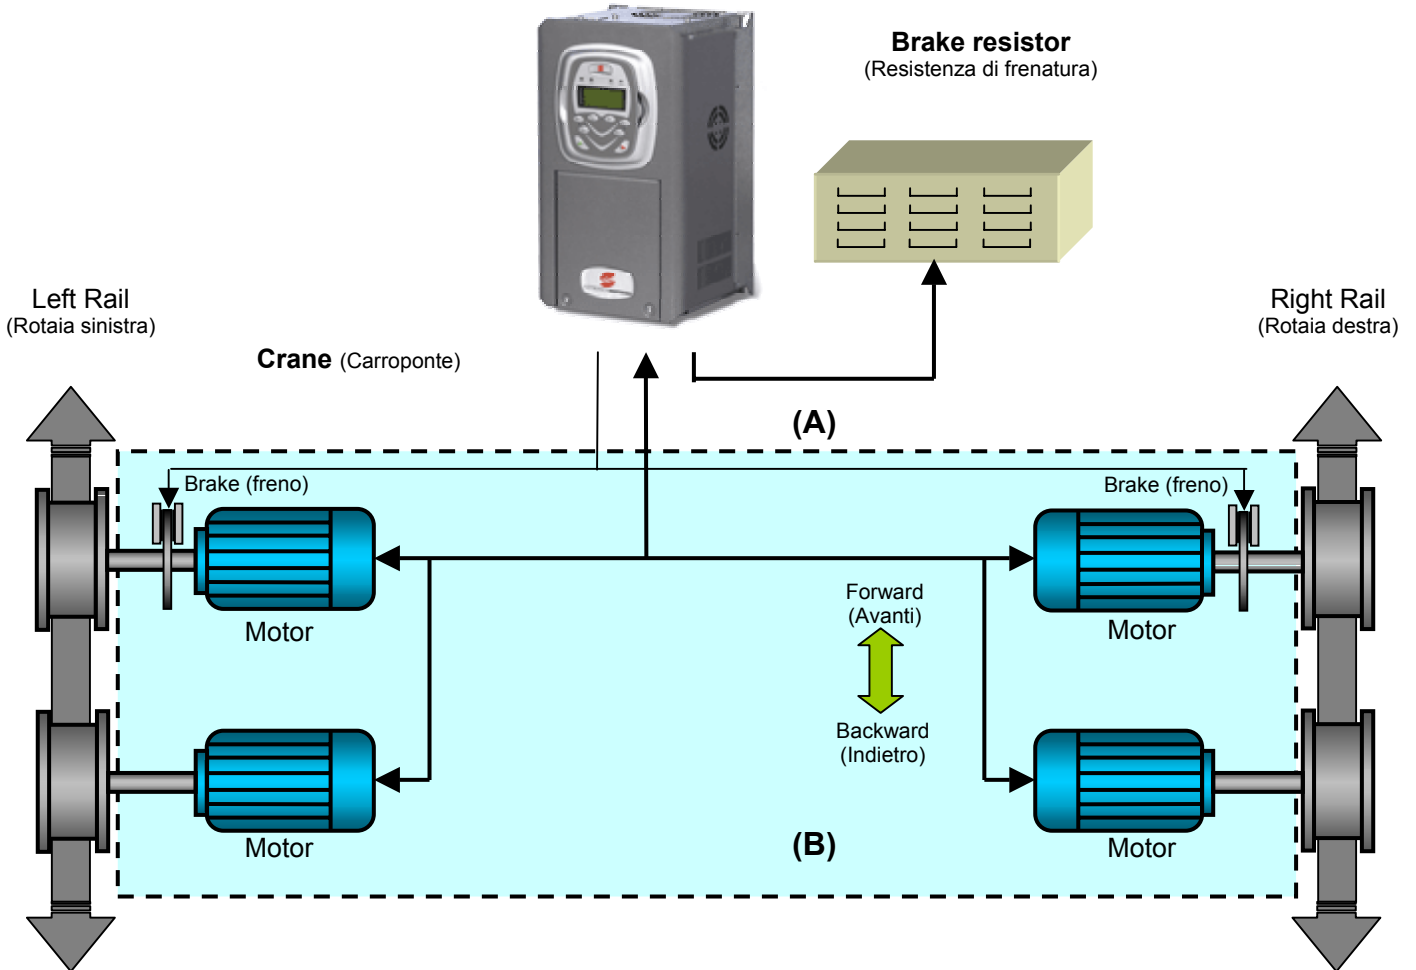 Brake resistor
(Resistenza di frenatura)
Left Rail
(Rotaia sinistra)
Right Rail
(Rotaia destra)
Crane (Carroponte)
(A)
Brake (freno)
Brake (freno)
Motor
Motor
Forward
(Avanti)
Backward
(Indietro)
Motor
Motor
(B)